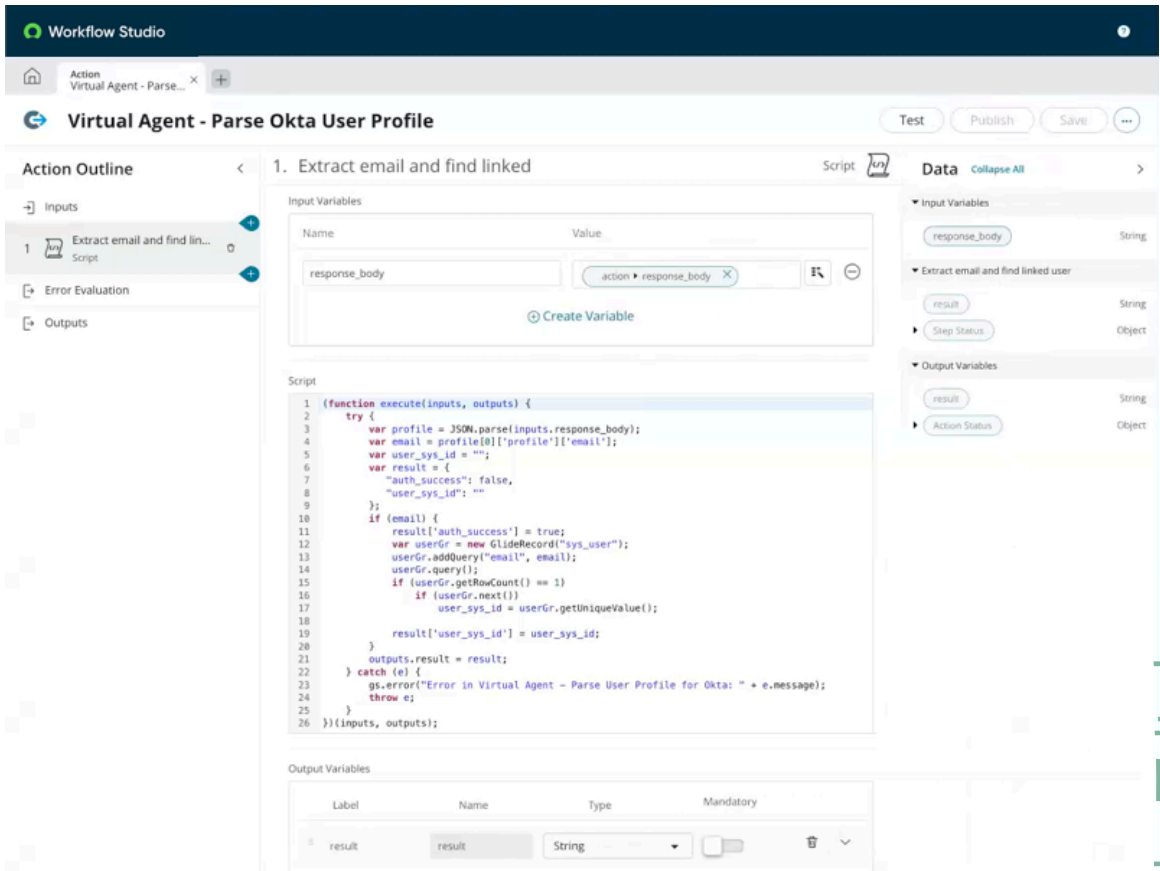 Workflow Studio
Action
Virtual Agent - Parse...
Virtual Agent - Parse Okta User Profile
Test
Publish
Save
Action Outline
Inputs
1
Extract email and find lin...
Script
Error Evaluation
Outputs
1. Extract email and find linked
Script
Input Variables
Name Value
response_body action ▸ response_body
Create Variable
Script
1 (function execute(inputs, outputs) {
2 try {
3 var profile = JSON.parse(inputs.response_body);
4 var email = profile[0]['profile']['email'];
5 var user_sys_id = "";
6 var result = {
7 "auth_success": false,
8 "user_sys_id": ""
9 };
10 if (email) {
11 result['auth_success'] = true;
12 var userGr = new GlideRecord("sys_user");
13 userGr.addQuery("email", email);
14 userGr.query();
15 if (userGr.getRowCount() == 1)
16 if (userGr.next())
17 user_sys_id = userGr.getUniqueValue();
18
19 result['user_sys_id'] = user_sys_id;
20 }
21 outputs.result = result;
22 } catch (e) {
23 gs.error("Error in Virtual Agent - Parse User Profile for Okta: " + e.message);
24 throw e;
25 }
26 })(inputs, outputs);
Output Variables
Label Name Type Mandatory
result result String
Data Collapse All
Input Variables
response_body String
Extract email and find linked user
result String
Step Status Object
Output Variables
result String
Action Status Object